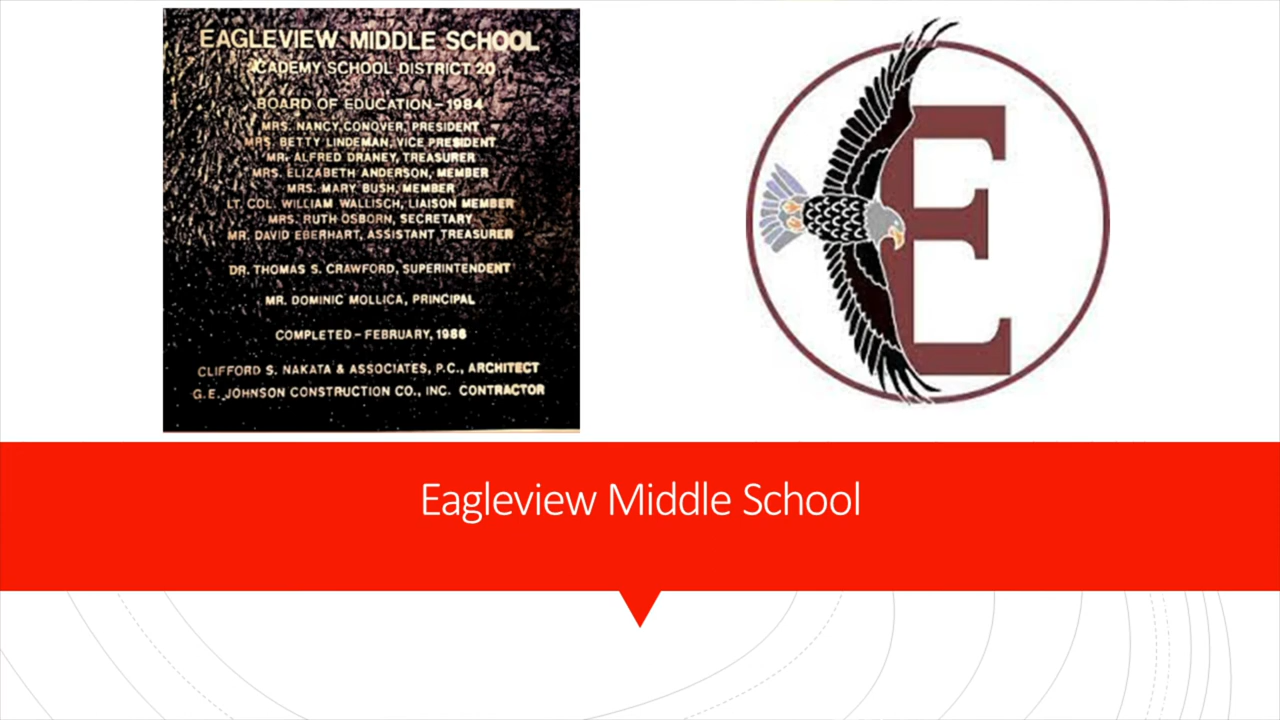 EAGLEVIEW MIDDLE SCHOOL
ACADEMY SCHOOL DISTRICT 20
BOARD OF EDUCATION – 1984
MRS. NANCY CONOVER, PRESIDENT
MRS. BETTY LINDEMAN, VICE PRESIDENT
MR. ALFRED DRANEY, TREASURER
MRS. ELIZABETH ANDERSON, MEMBER
MRS. MARY BUSH, MEMBER
LT. COL. WILLIAM WALLISCH, LIAISON MEMBER
MRS. RUTH OSBORN, SECRETARY
MR. DAVID EBERHART, ASSISTANT TREASURER
DR. THOMAS S. CRAWFORD, SUPERINTENDENT
MR. DOMINIC MOLLICA, PRINCIPAL
COMPLETED – FEBRUARY,
CLIFFORD S. NAKATA & ASSOCIATES, P.C., ARCHITECT
G.E. JOHNSON CONSTRUCTION CO., INC. CONTRACTOR
E
Eagleview Middle School